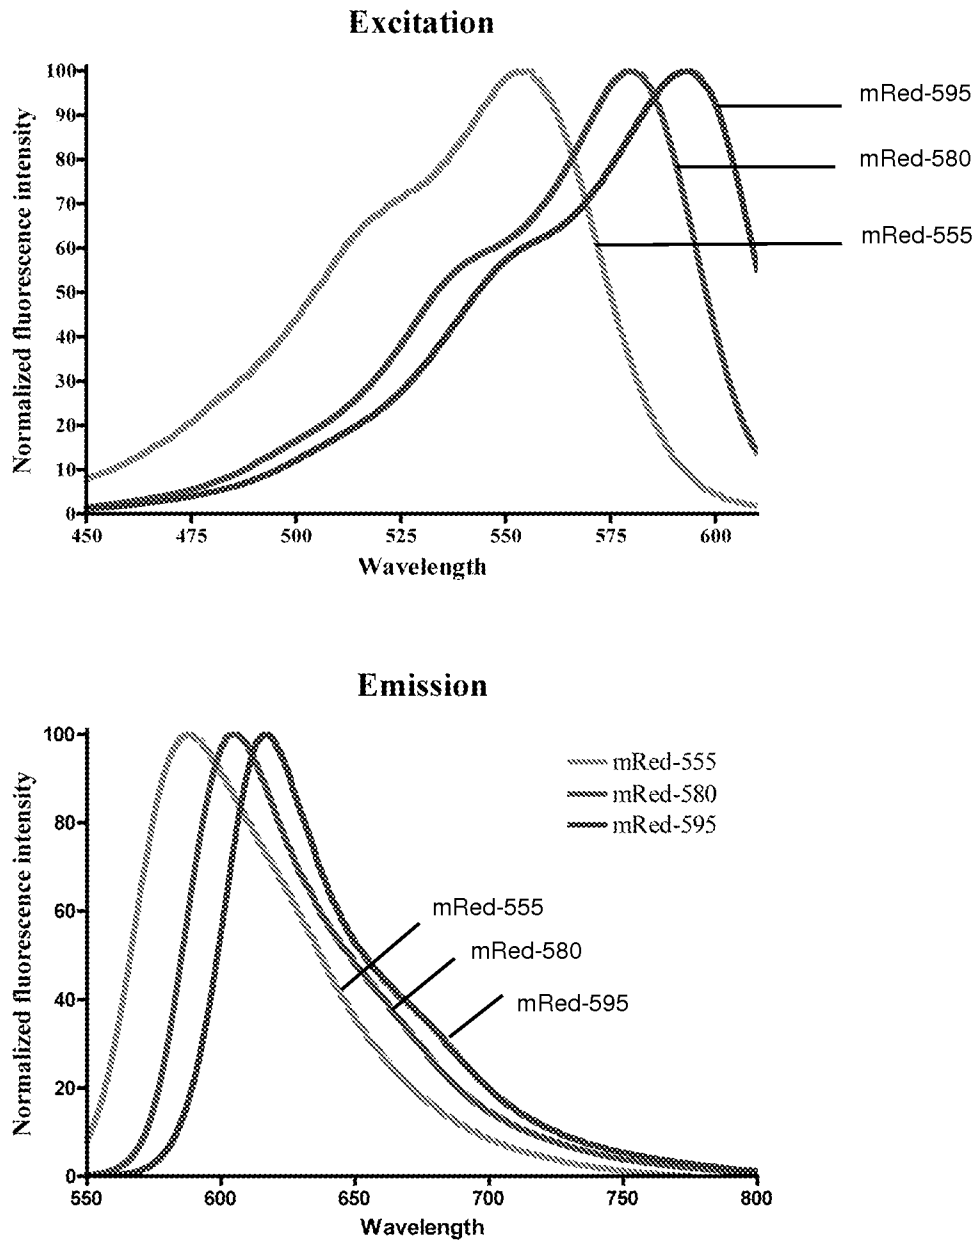 Excitation
Normalized fluorescence intensity
100
90
80
70
60
50
40
30
20
10
0
450 475 500 525 550 575 600
Wavelength
mRed-595
mRed-580
mRed-555
Emission
Normalized fluorescence intensity
100
80
60
40
20
0
550 600 650 700 750 800
Wavelength
mRed-555
mRed-580
mRed-595
mRed-555
mRed-580
mRed-595